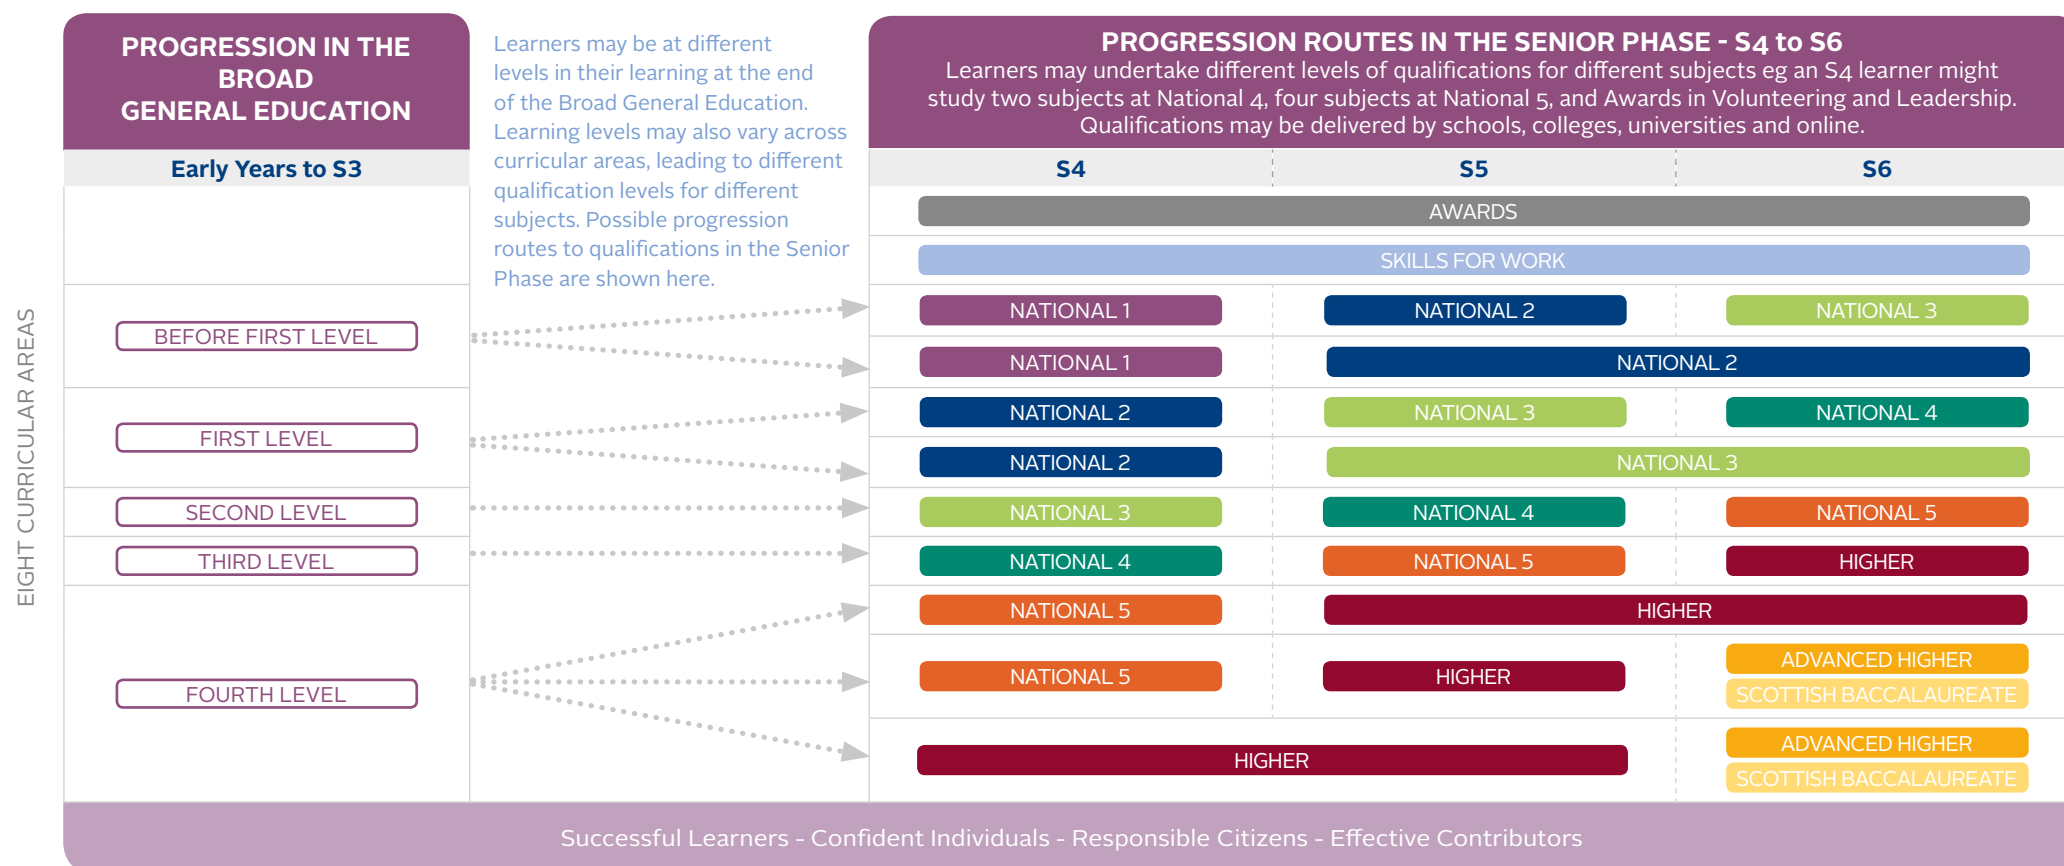 PROGRESSION IN THE
BROAD
GENERAL EDUCATION
Early Years to S3
Learners may be at different
levels in their learning at the end
of the Broad General Education.
Learning levels may also vary across
curricular areas, leading to different
qualification levels for different
subjects. Possible progression
routes to qualifications in the Senior
Phase are shown here.
PROGRESSION ROUTES IN THE SENIOR PHASE - S4 to S6
Learners may undertake different levels of qualifications for different subjects eg an S4 learner might
study two subjects at National 4, four subjects at National 5, and Awards in Volunteering and Leadership.
Qualifications may be delivered by schools, colleges, universities and online.
S4 S5 S6
AWARDS
SKILLS FOR WORK
EIGHT CURRICULAR AREAS
BEFORE FIRST LEVEL
NATIONAL 1 NATIONAL 2 NATIONAL 3
NATIONAL 1 NATIONAL 2
FIRST LEVEL
NATIONAL 2 NATIONAL 3 NATIONAL 4
NATIONAL 2 NATIONAL 3
SECOND LEVEL
NATIONAL 3 NATIONAL 4 NATIONAL 5
THIRD LEVEL
NATIONAL 4 NATIONAL 5 HIGHER
FOURTH LEVEL
NATIONAL 5 HIGHER
NATIONAL 5 HIGHER ADVANCED HIGHER
SCOTTISH BACCALAUREATE
HIGHER ADVANCED HIGHER
SCOTTISH BACCALAUREATE
Successful Learners - Confident Individuals - Responsible Citizens - Effective Contributors